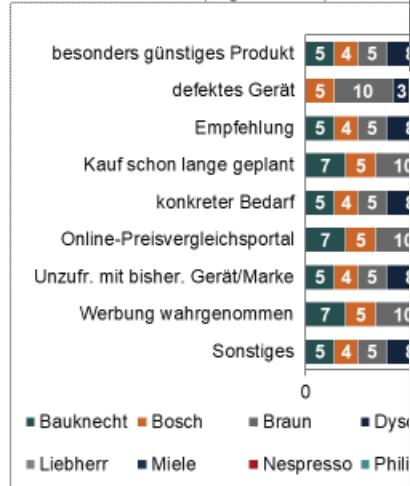 besonders günstiges Produkt 5 4 5
defektes Gerät 5 10 3
Empfehlung 5 4 5
Kauf schon lange geplant 7 5 10
konkreter Bedarf 5 4 5
Online-Preisvergleichsportal 7 5 10
Unzufr. mit bisher. Gerät/Marke 5 4 5
Werbung wahrgenommen 7 5 10
Sonstiges 5 4 5
0
Bauknecht Bosch Braun
Liebherr Miele Nespresso